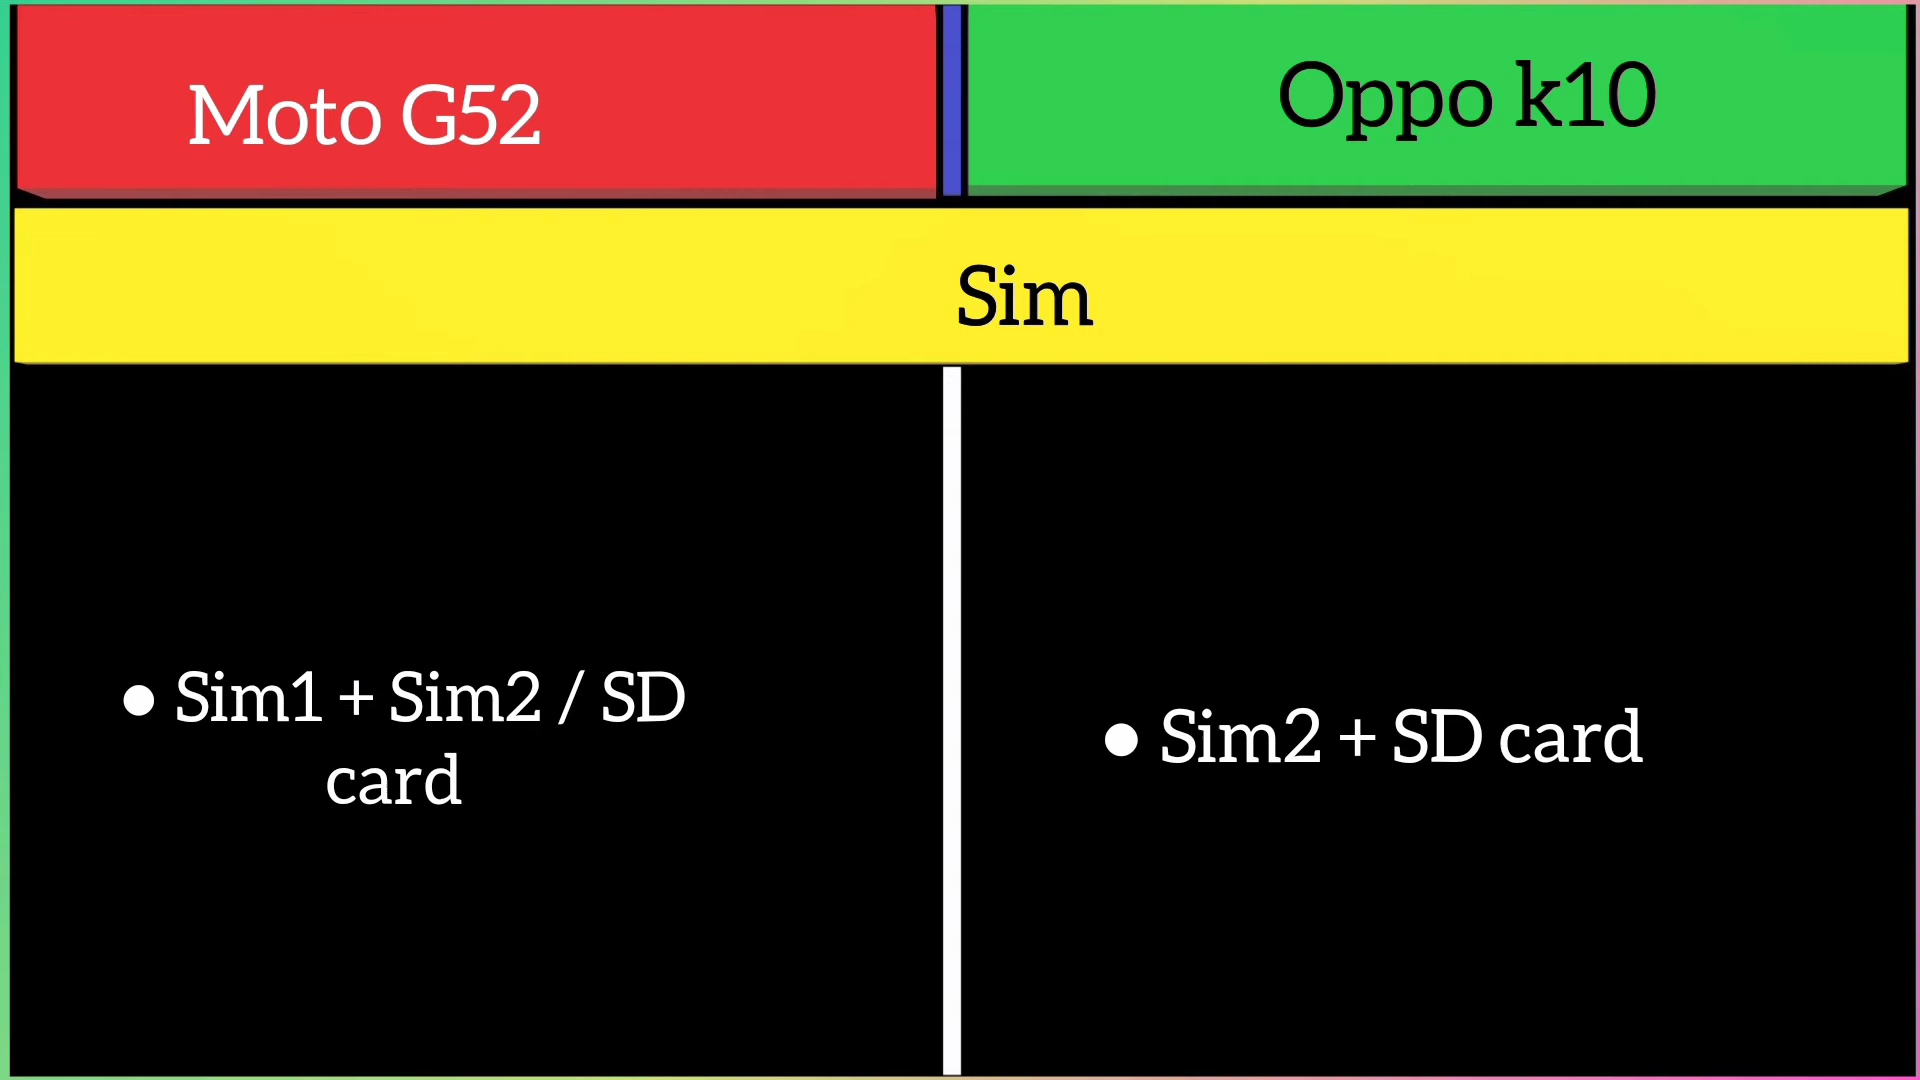 Moto G52
Oppo k10
Sim
● Sim1 + Sim2 / SD
card
● Sim2 + SD card